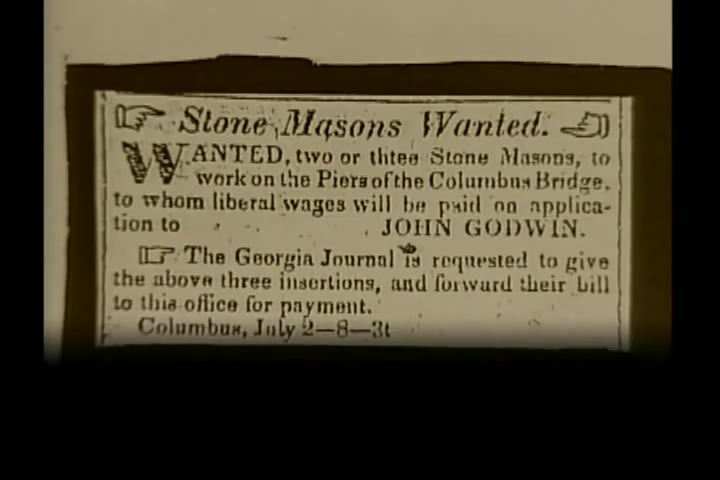 Stone Masons Wanted.
WANTED, two or three Stone Masons, to
work on the Piers of the Columbus Bridge,
to whom liberal wages will be paid on applica-
tion to JOHN GODWIN.
The Georgia Journal is requested to give
the above three insertions, and forward their bill
to this office for payment.
Columbus, July 2—8—3t